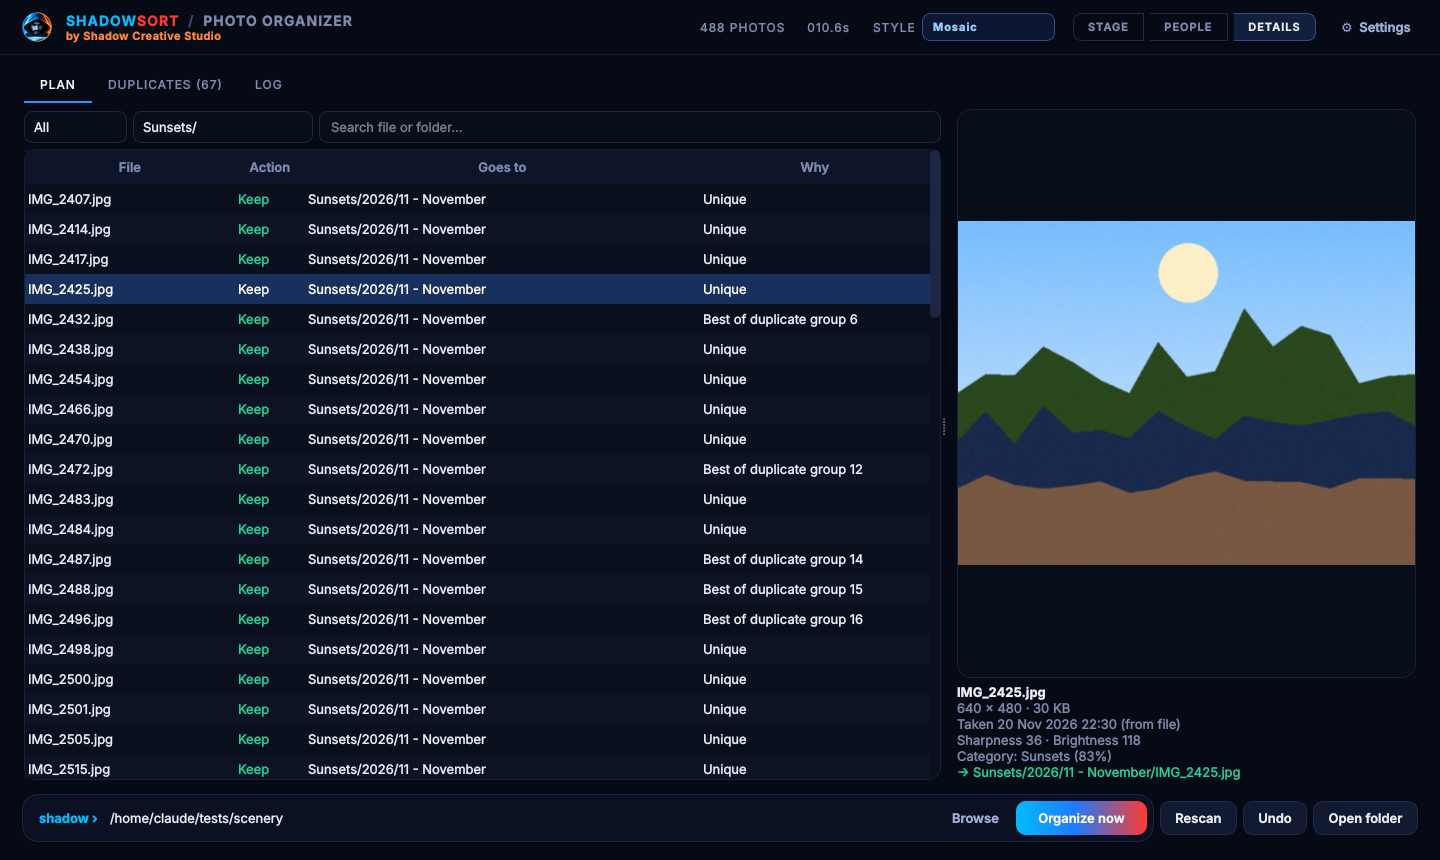 SHADOWSORT / PHOTO ORGANIZER
by Shadow Creative Studio
488 PHOTOS 010.6s STYLE Mosaic STAGE PEOPLE DETAILS ⚙ Settings
PLAN DUPLICATES (67) LOG
All Sunsets/ Search file or folder...
File Action Goes to Why
IMG_2407.jpg Keep Sunsets/2026/11 - November Unique
IMG_2414.jpg Keep Sunsets/2026/11 - November Unique
IMG_2417.jpg Keep Sunsets/2026/11 - November Unique
IMG_2425.jpg Keep Sunsets/2026/11 - November Unique
IMG_2432.jpg Keep Sunsets/2026/11 - November Best of duplicate group 6
IMG_2438.jpg Keep Sunsets/2026/11 - November Unique
IMG_2454.jpg Keep Sunsets/2026/11 - November Unique
IMG_2466.jpg Keep Sunsets/2026/11 - November Unique
IMG_2470.jpg Keep Sunsets/2026/11 - November Unique
IMG_2472.jpg Keep Sunsets/2026/11 - November Best of duplicate group 12
IMG_2483.jpg Keep Sunsets/2026/11 - November Unique
IMG_2484.jpg Keep Sunsets/2026/11 - November Unique
IMG_2487.jpg Keep Sunsets/2026/11 - November Best of duplicate group 14
IMG_2488.jpg Keep Sunsets/2026/11 - November Best of duplicate group 15
IMG_2496.jpg Keep Sunsets/2026/11 - November Best of duplicate group 16
IMG_2498.jpg Keep Sunsets/2026/11 - November Unique
IMG_2500.jpg Keep Sunsets/2026/11 - November Unique
IMG_2501.jpg Keep Sunsets/2026/11 - November Unique
IMG_2505.jpg Keep Sunsets/2026/11 - November Unique
IMG_2515.jpg Keep Sunsets/2026/11 - November Unique
IMG_2425.jpg
640 × 480 · 30 KB
Taken 20 Nov 2026 22:30 (from file)
Sharpness 36 · Brightness 118
Category: Sunsets (83%)
→ Sunsets/2026/11 - November/IMG_2425.jpg
shadow › /home/claude/tests/scenery Browse Organize now Rescan Undo Open folder